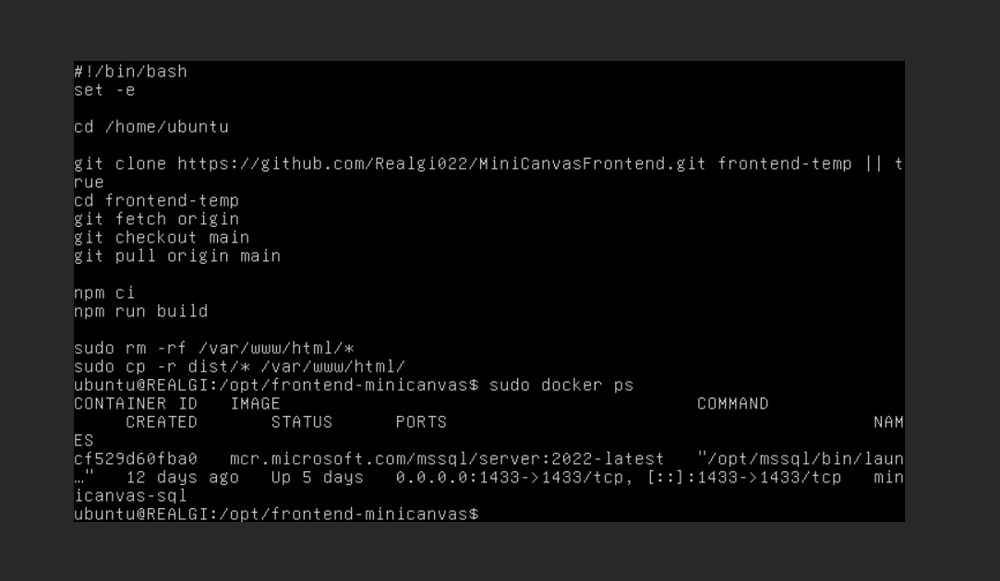 #!/bin/bash
set -e
cd /home/ubuntu
git clone https://github.com/Realgi022/MiniCanvasFrontend.git frontend-temp || t
rue
cd frontend-temp
git fetch origin
git checkout main
git pull origin main
npm ci
npm run build
sudo rm -rf /var/www/html/*
sudo cp -r dist/* /var/www/html/
ubuntu@REALGI:/opt/frontend-minicanvas$ sudo docker ps
CONTAINER ID   IMAGE                                        COMMAND
     CREATED       STATUS      PORTS                                         NAM
ES
cf529d60fba0   mcr.microsoft.com/mssql/server:2022-latest   "/opt/mssql/bin/laun
…"   12 days ago   Up 5 days   0.0.0.0:1433->1433/tcp, [::]:1433->1433/tcp   min
icanvas-sql
ubuntu@REALGI:/opt/frontend-minicanvas$